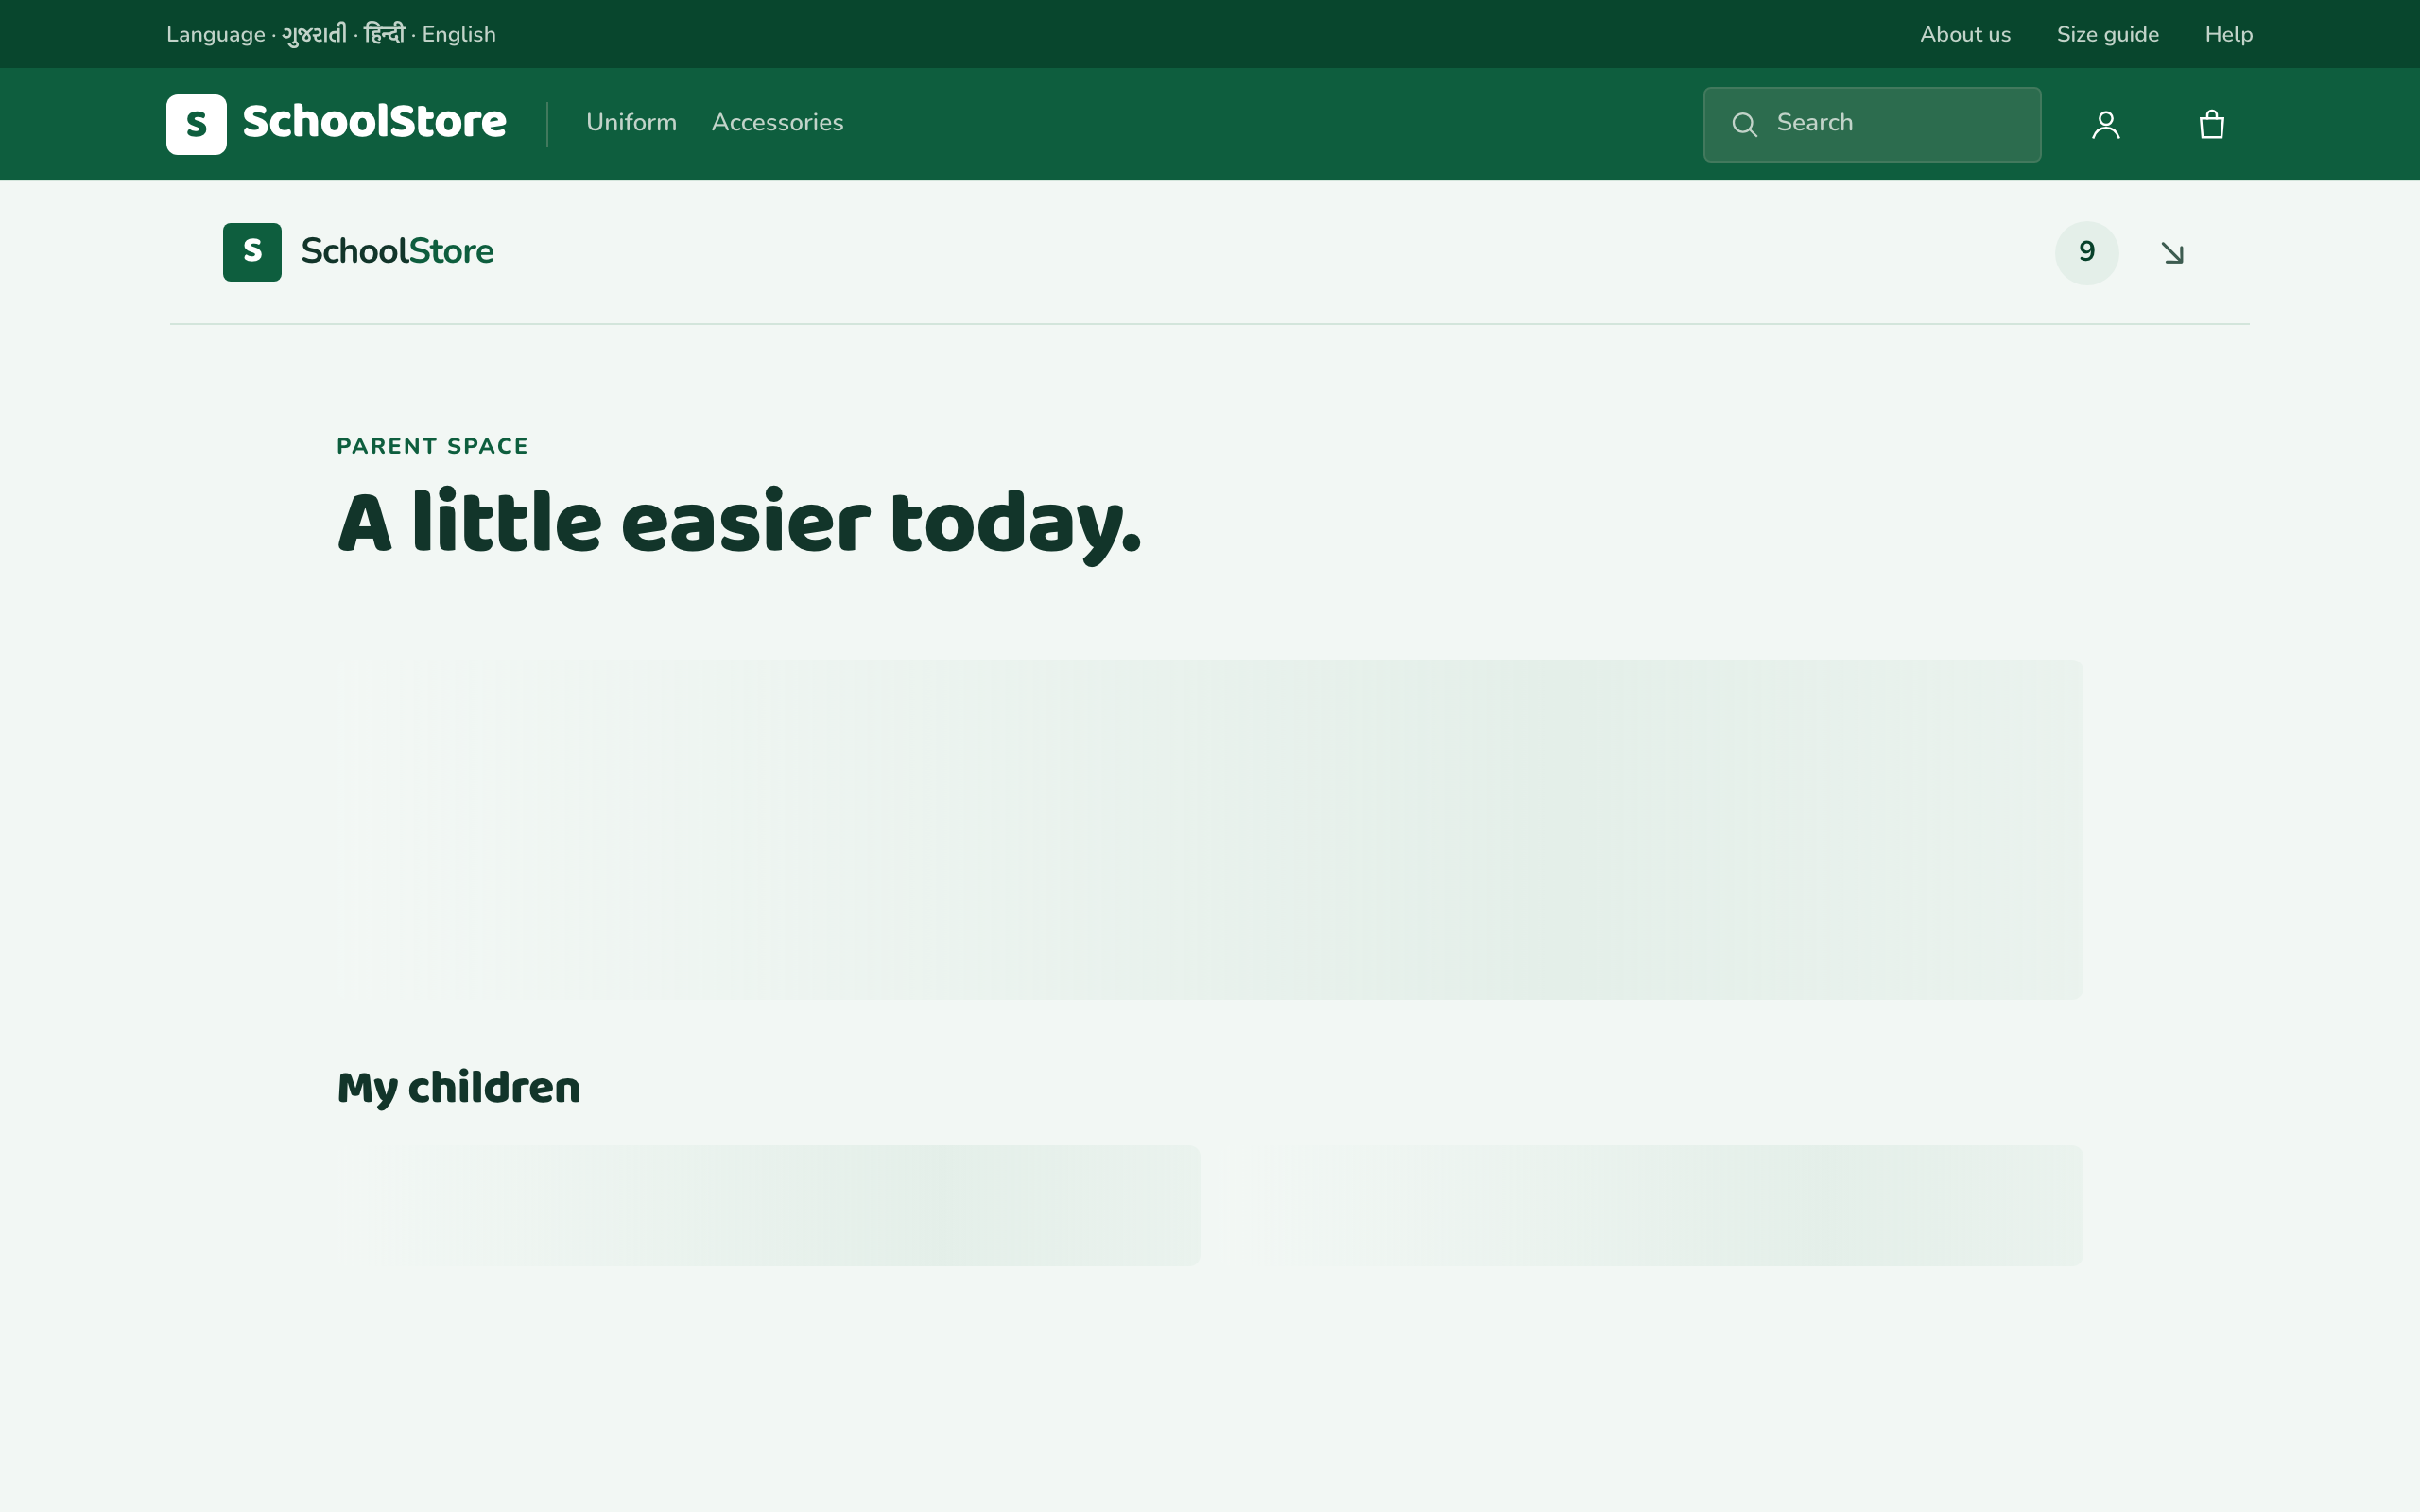 Language · ગુજરાતી · हिन्दी · English
About us
Size guide
Help
S SchoolStore
Uniform
Accessories
Search
S SchoolStore
9
PARENT SPACE
A little easier today.
My children